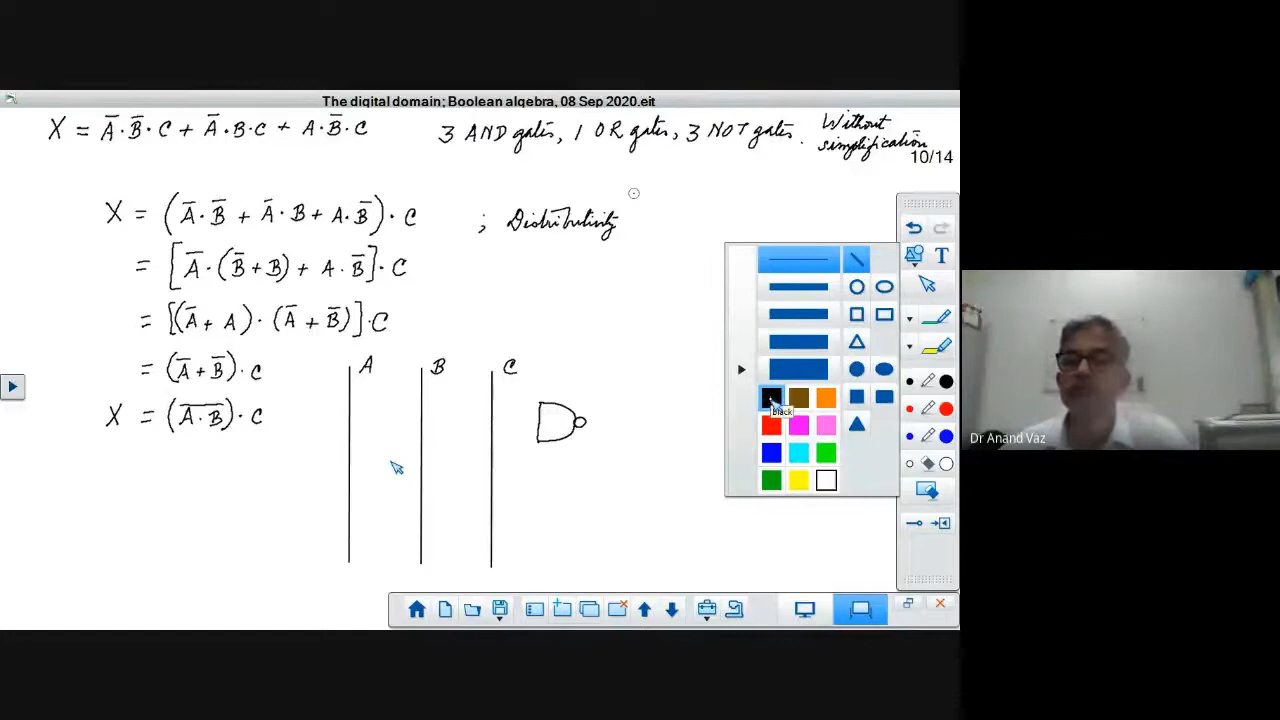 The digital domain; Boolean algebra, 08 Sep 2020.eit
X = A̅·B̅·C + A̅·B·C + A·B̅·C 3 AND gates, 1 OR gates, 3 NOT gates. Without simplification
10/14
X = (A̅·B̅ + A̅·B + A·B̅)·C ; Distributivity
= [A̅·(B̅+B) + A·B̅]·C
= [(A̅+A)·(A̅+B̅)]·C
= (A̅+B̅)·C
A B C
X = (A̅·̅B̅)·C
Black
T
Dr Anand Vaz